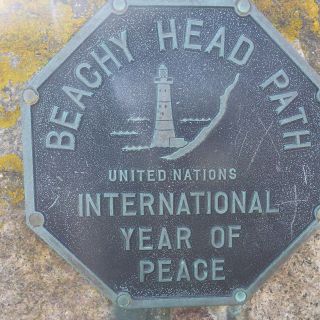 BEACHY HEAD PATH
UNITED NATIONS
INTERNATIONAL
YEAR OF
PEACE